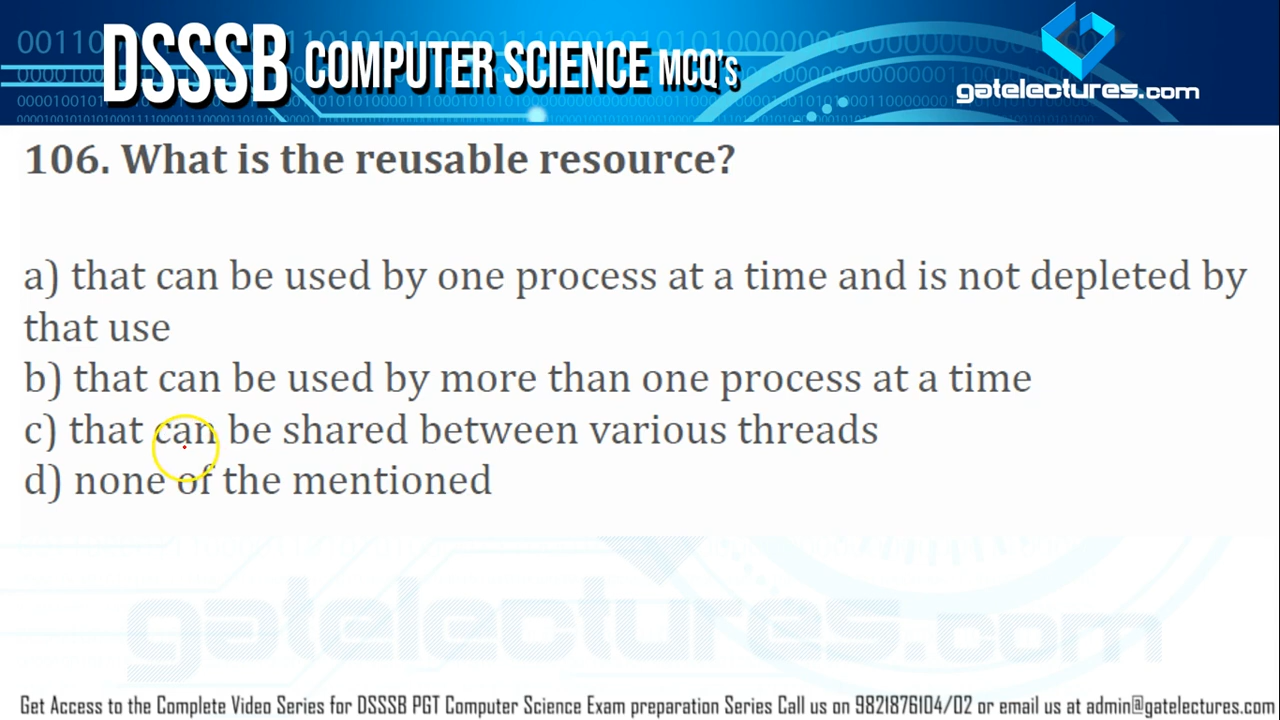 DSSSB COMPUTER SCIENCE MCQ's
gatelectures.com
106. What is the reusable resource?
a) that can be used by one process at a time and is not depleted by
that use
b) that can be used by more than one process at a time
c) that can be shared between various threads
d) none of the mentioned
gatelectures.com
Get Access to the Complete Video Series for DSSSB PGT Computer Science Exam preparation Series Call us on 9821876104/02 or email us at admin@gatelectures.com